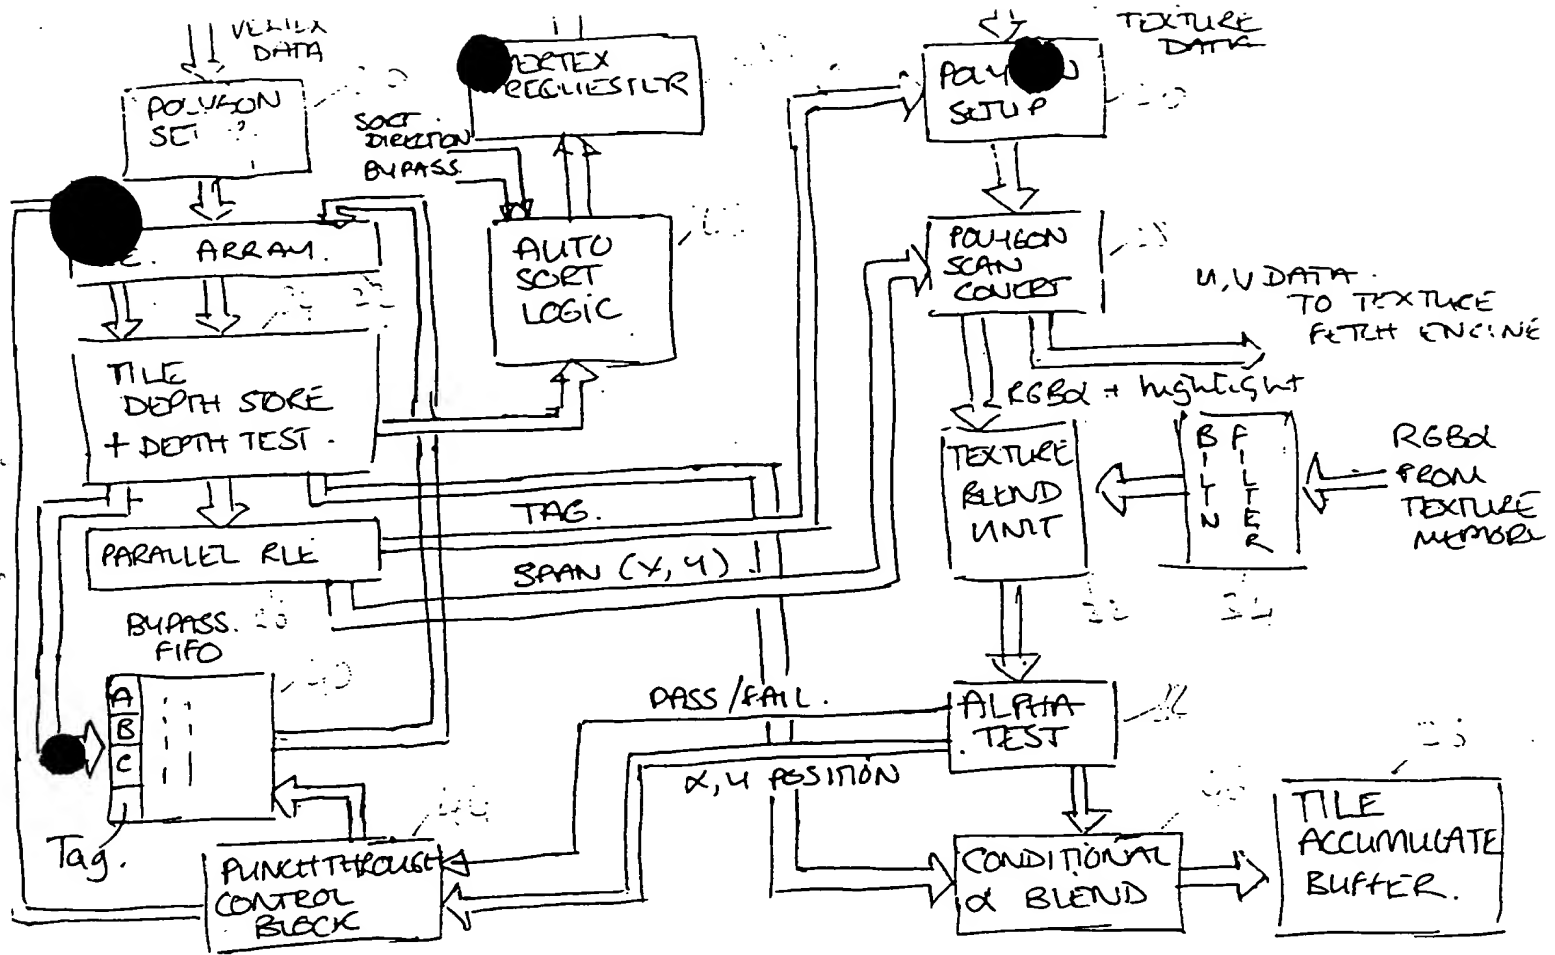 VERTEX
DATA
POLYGON
ARRAY.
TILE
DEPTH STORE
+ DEPTH TEST.
PARALLEL RLE
BYPASS.
FIFO
A
B
C
Tag.
PUNCHTHROUGH
CONTROL
BLOCK
REQUESTER
SORT
DIRECTION
BYPASS.
AUTO
SORT
LOGIC
TAG.
SPAN (X, Y)
PASS/FAIL.
X, Y POSITION
TEXTURE
DATA
SETUP
POLYGON
SCAN
CONVERT
U,V DATA
TO TEXTURE
FETCH ENGINE
RGBα + highlight
TEXTURE
BLEND
UNIT
BILIN
FILTER
RGBα
FROM
TEXTURE
MEMORY
ALPHA
TEST
CONDITIONAL
α BLEND
TILE
ACCUMULATE
BUFFER.